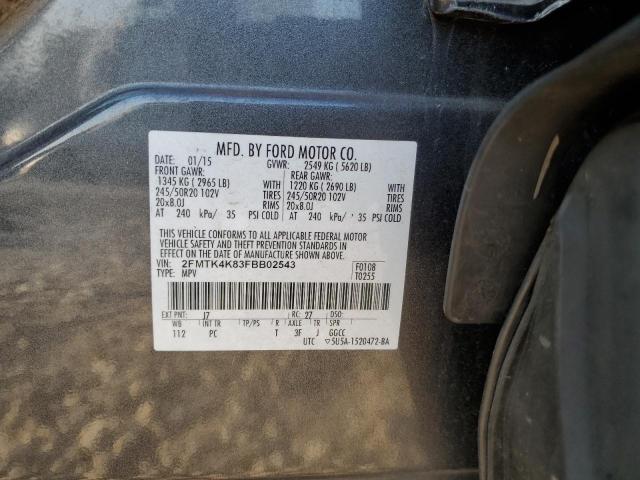 MFD. BY FORD MOTOR CO.
DATE: 01/15 GVWR: 2549 KG ( 5620 LB)
FRONT GAWR: REAR GAWR:
1345 KG ( 2965 LB) WITH 1220 KG ( 2690 LB) WITH
245/50R20 102V TIRES 245/50R20 102V TIRES
20x8.0J RIMS 20x8.0J RIMS
AT 240 kPa/ 35 PSI COLD AT 240 kPa/ 35 PSI COLD
THIS VEHICLE CONFORMS TO ALL APPLICABLE FEDERAL MOTOR
VEHICLE SAFETY AND THEFT PREVENTION STANDARDS IN
EFFECT ON THE DATE OF MANUFACTURE SHOWN ABOVE.
VIN: 2FMTK4K83FBB02543 F0108
TYPE: MPV T0255
EXT PNT: J7 RC: 27 DSO:
WB INT TR TP/PS R AXLE TR SPR
112 PC T 3F J GGCC
UTC ▽5U5A-1520472-BA